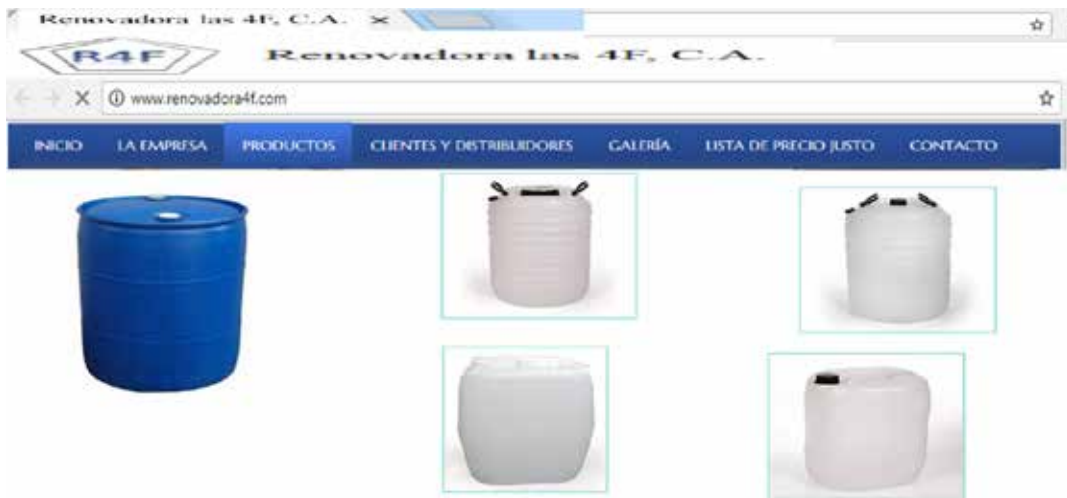 Renovadora las 4F, C.A.
R4F Renovadora las 4F, C.A.
www.renovadora4f.com
INICIO LA EMPRESA PRODUCTOS CLIENTES Y DISTRIBUIDORES GALERÍA LISTA DE PRECIO JUSTO CONTACTO